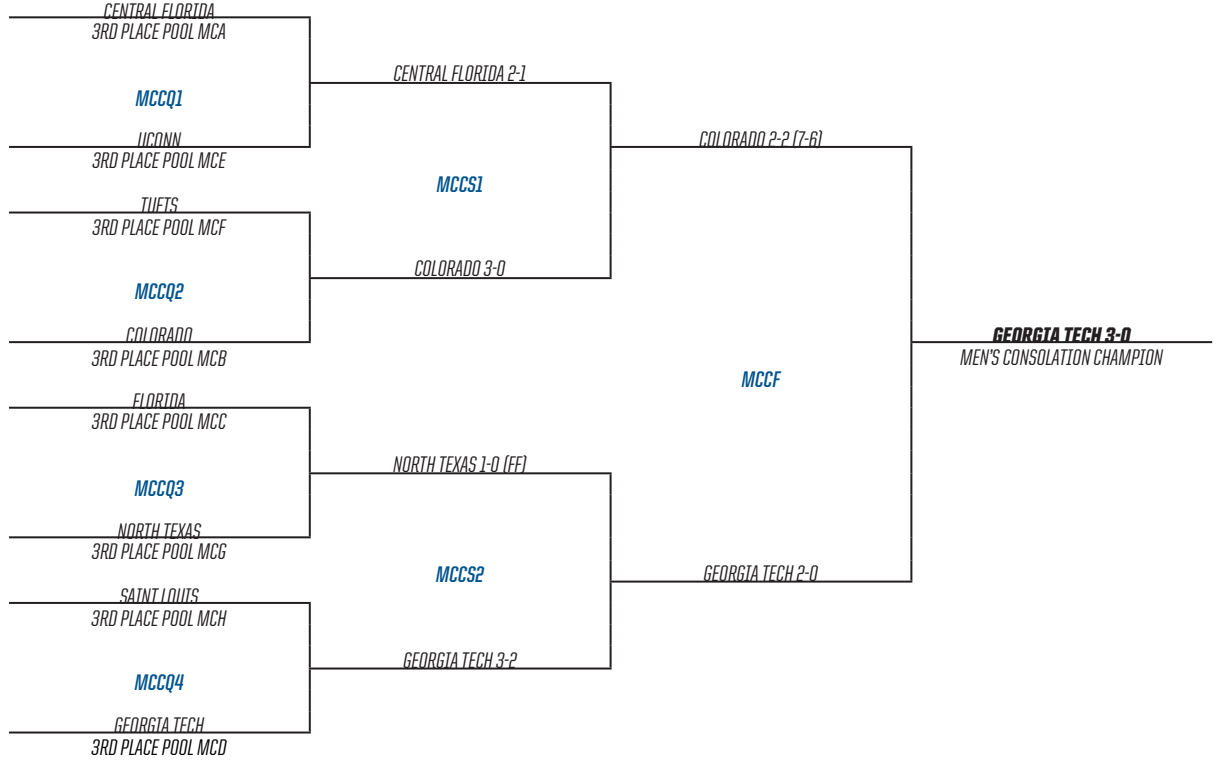 CENTRAL FLORIDA
3RD PLACE POOL MCA
MCCQ1
UCONN
3RD PLACE POOL MCE
TUFTS
3RD PLACE POOL MCF
MCCQ2
COLORADO
3RD PLACE POOL MCB
FLORIDA
3RD PLACE POOL MCC
MCCQ3
NORTH TEXAS
3RD PLACE POOL MCG
SAINT LOUIS
3RD PLACE POOL MCH
MCCQ4
GEORGIA TECH
3RD PLACE POOL MCD
CENTRAL FLORIDA 2-1
MCCS1
COLORADO 3-0
NORTH TEXAS 1-0 (FF)
MCCS2
GEORGIA TECH 3-2
COLORADO 2-2 (7-6)
MCCF
GEORGIA TECH 2-0
GEORGIA TECH 3-0
MEN'S CONSOLATION CHAMPION